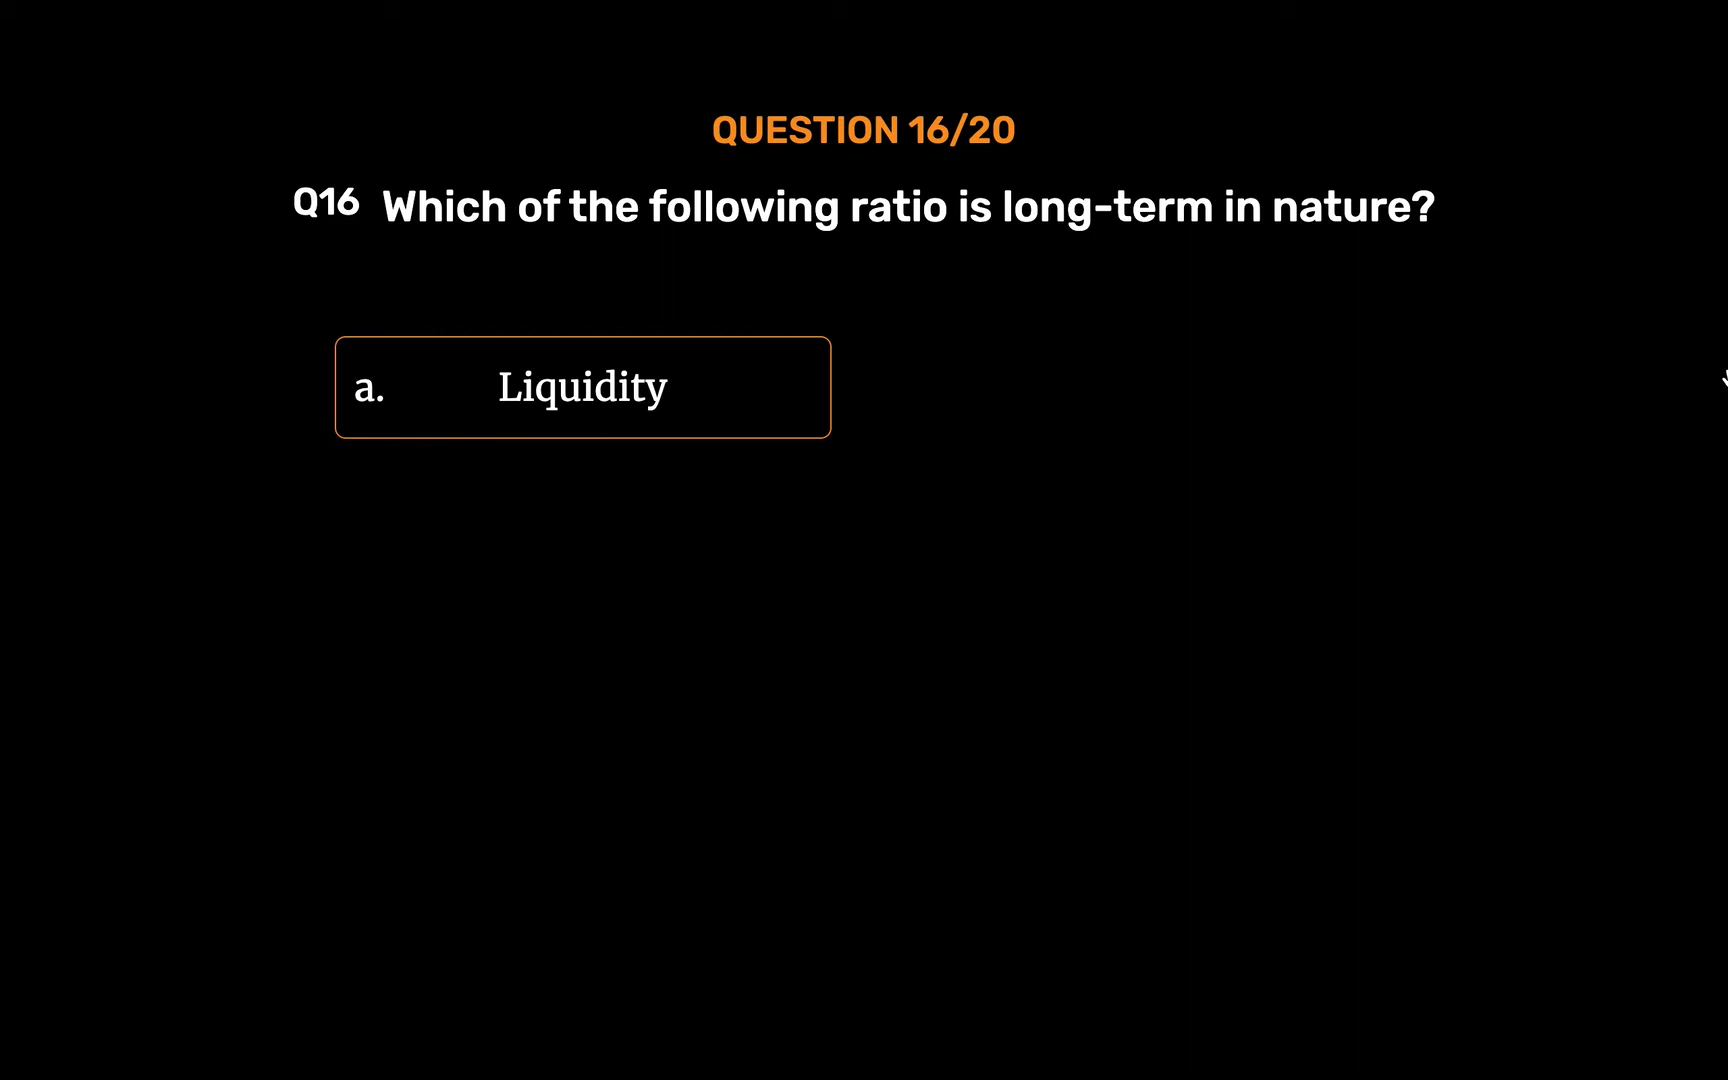 QUESTION 16/20
Q16 Which of the following ratio is long-term in nature?
a. Liquidity